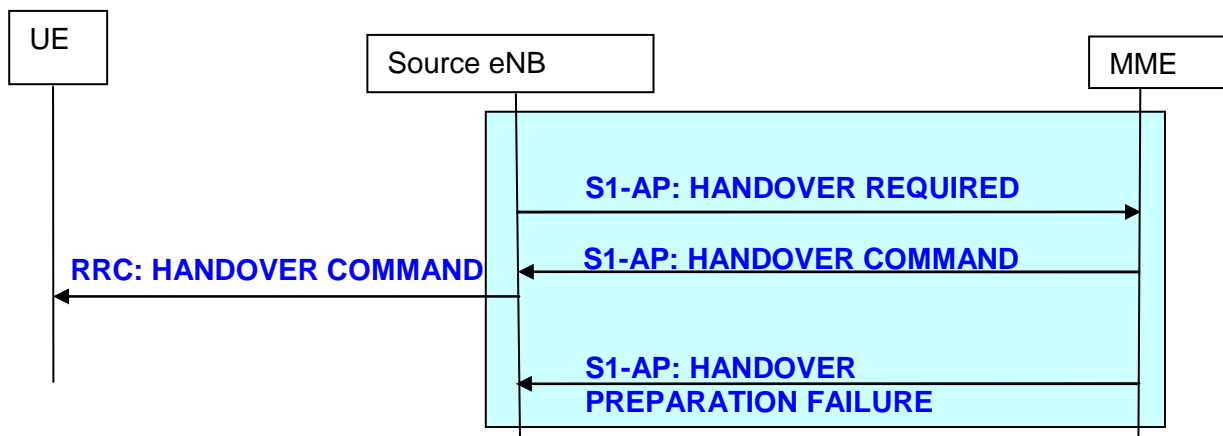 UE
Source eNB
MME
S1-AP: HANDOVER REQUIRED
S1-AP: HANDOVER COMMAND
RRC: HANDOVER COMMAND
S1-AP: HANDOVER
PREPARATION FAILURE